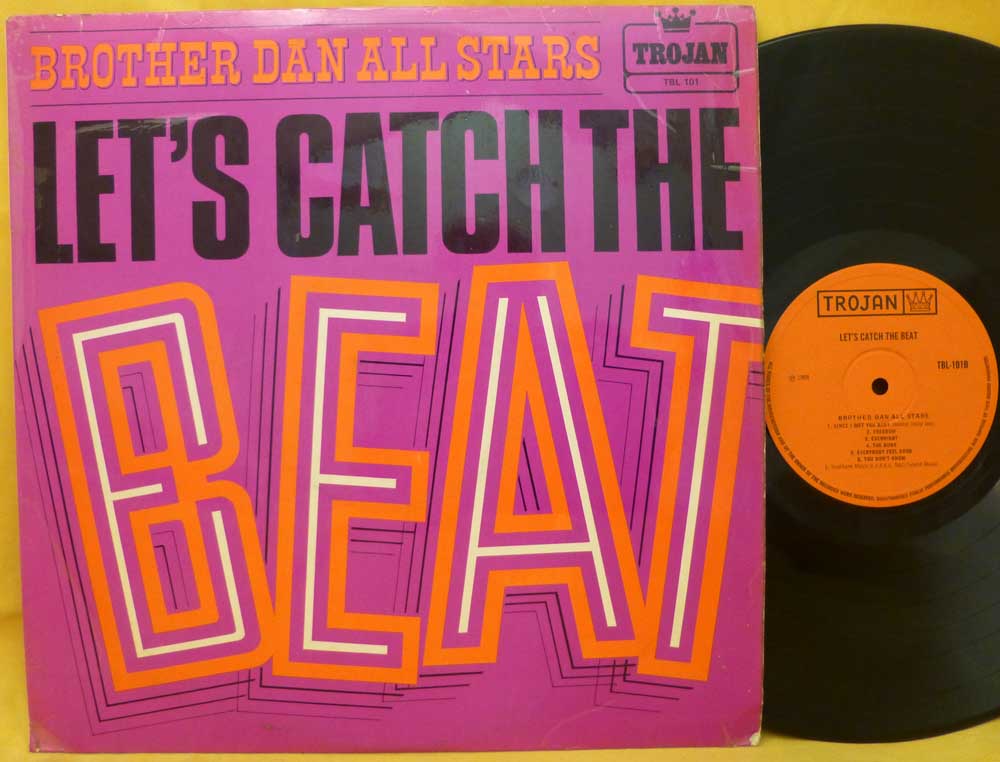 BROTHER DAN ALL STARS
TROJAN
TBL 101
LET'S CATCH THE
BEAT
TROJAN
LET'S CATCH THE BEAT
TBL-101B
BROTHER DAN ALL STARS
2. FREEDOM
4. THE BURN
5. EVERYBODY FEEL GOOD
6. YOU DON'T KNOW